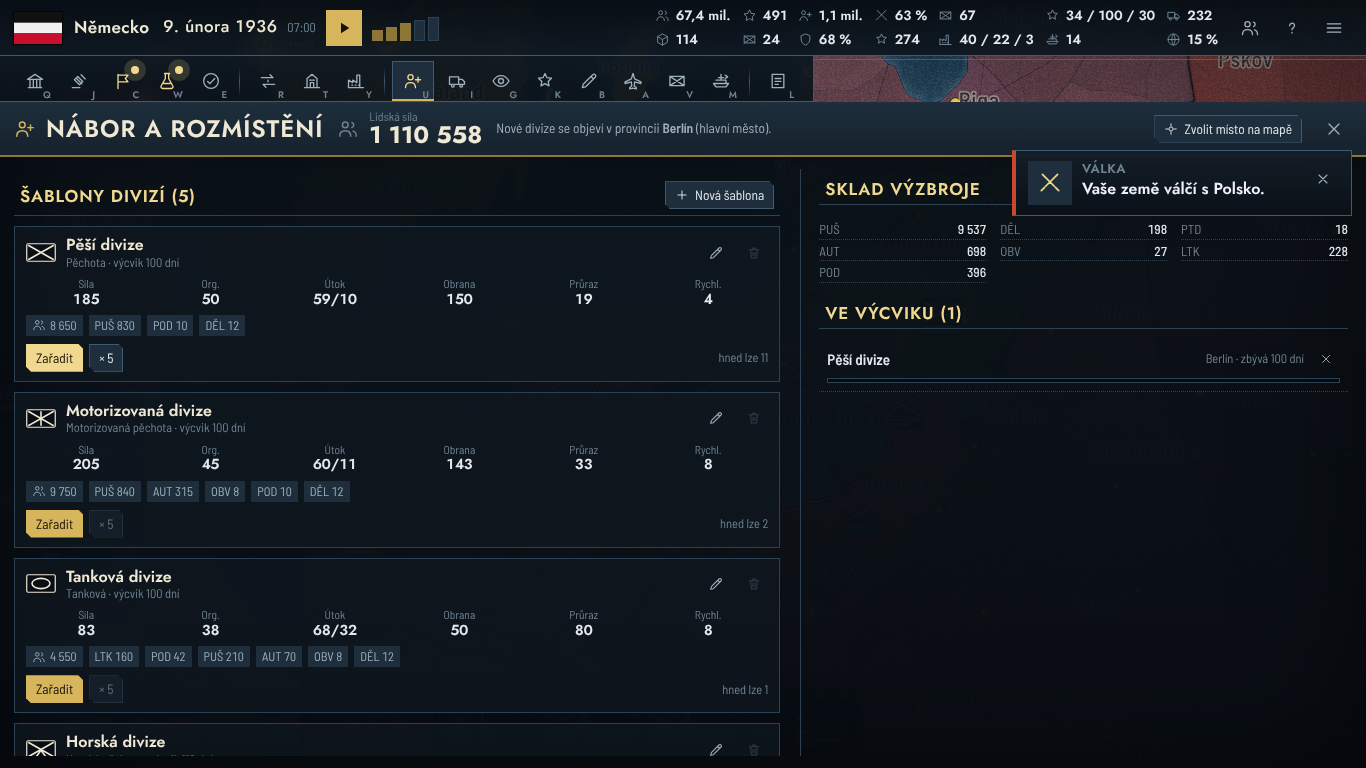 Německo 9. února 1936 07:00
67,4 mil. 491 1,1 mil. 63 % 67 34 / 100 / 30 232
114 24 68 % 274 40 / 22 / 3 14 15 %
?
Q J C W E R T Y U I G K B A V M L
Pskov
Riga
NÁBOR A ROZMÍSTĚNÍ
Lidská síla
1 110 558
Nové divize se objeví v provincii Berlín (hlavní město).
Zvolit místo na mapě
VÁLKA
Vaše země válčí s Polsko.
ŠABLONY DIVIZÍ (5)
Nová šablona
Pěší divize
Pěchota · výcvik 100 dní
Síla Org. Útok Obrana Průraz Rychl.
185 50 59/10 150 19 4
8 650 PUŠ 830 POD 10 DĚL 12
Zařadit ×5 hned lze 11
Motorizovaná divize
Motorizovaná pěchota · výcvik 100 dní
Síla Org. Útok Obrana Průraz Rychl.
205 45 60/11 143 33 8
9 750 PUŠ 840 AUT 315 OBV 8 POD 10 DĚL 12
Zařadit ×5 hned lze 2
Tanková divize
Tanková · výcvik 100 dní
Síla Org. Útok Obrana Průraz Rychl.
83 38 68/32 50 80 8
4 550 LTK 160 POD 42 PUŠ 210 AUT 70 OBV 8 DĚL 12
Zařadit ×5 hned lze 1
Horská divize
SKLAD VÝZBROJE
PUŠ 9 537 DĚL 198 PTD 18
AUT 698 OBV 27 LTK 228
POD 396
VE VÝCVIKU (1)
Pěší divize Berlín · zbývá 100 dní